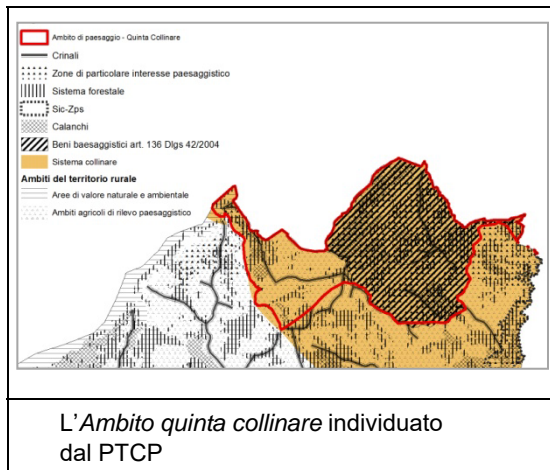 Ambito di paesaggio - Quinta Collinare
Crinali
Zone di particolare interesse paesaggistico
Sistema forestale
Sic-Zps
Calanchi
Beni baesaggistici art. 136 Dlgs 42/2004
Sistema collinare
Ambiti del territorio rurale
Aree di valore naturale e ambientale
Ambiti agricoli di rilevo paesaggistico
L'Ambito quinta collinare individuato
dal PTCP